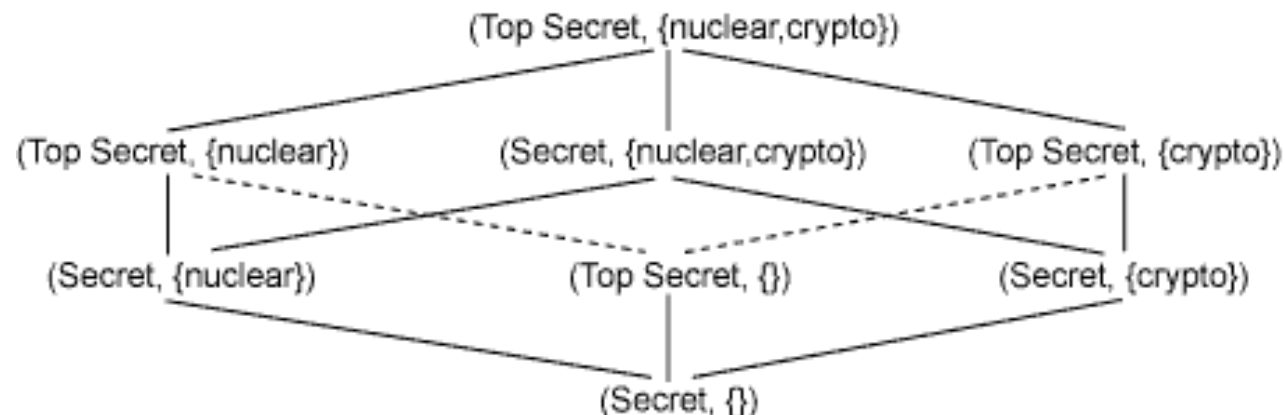 (Top Secret, {nuclear,crypto})
(Top Secret, {nuclear}) (Secret, {nuclear,crypto}) (Top Secret, {crypto})
(Secret, {nuclear}) (Top Secret, {}) (Secret, {crypto})
(Secret, {})